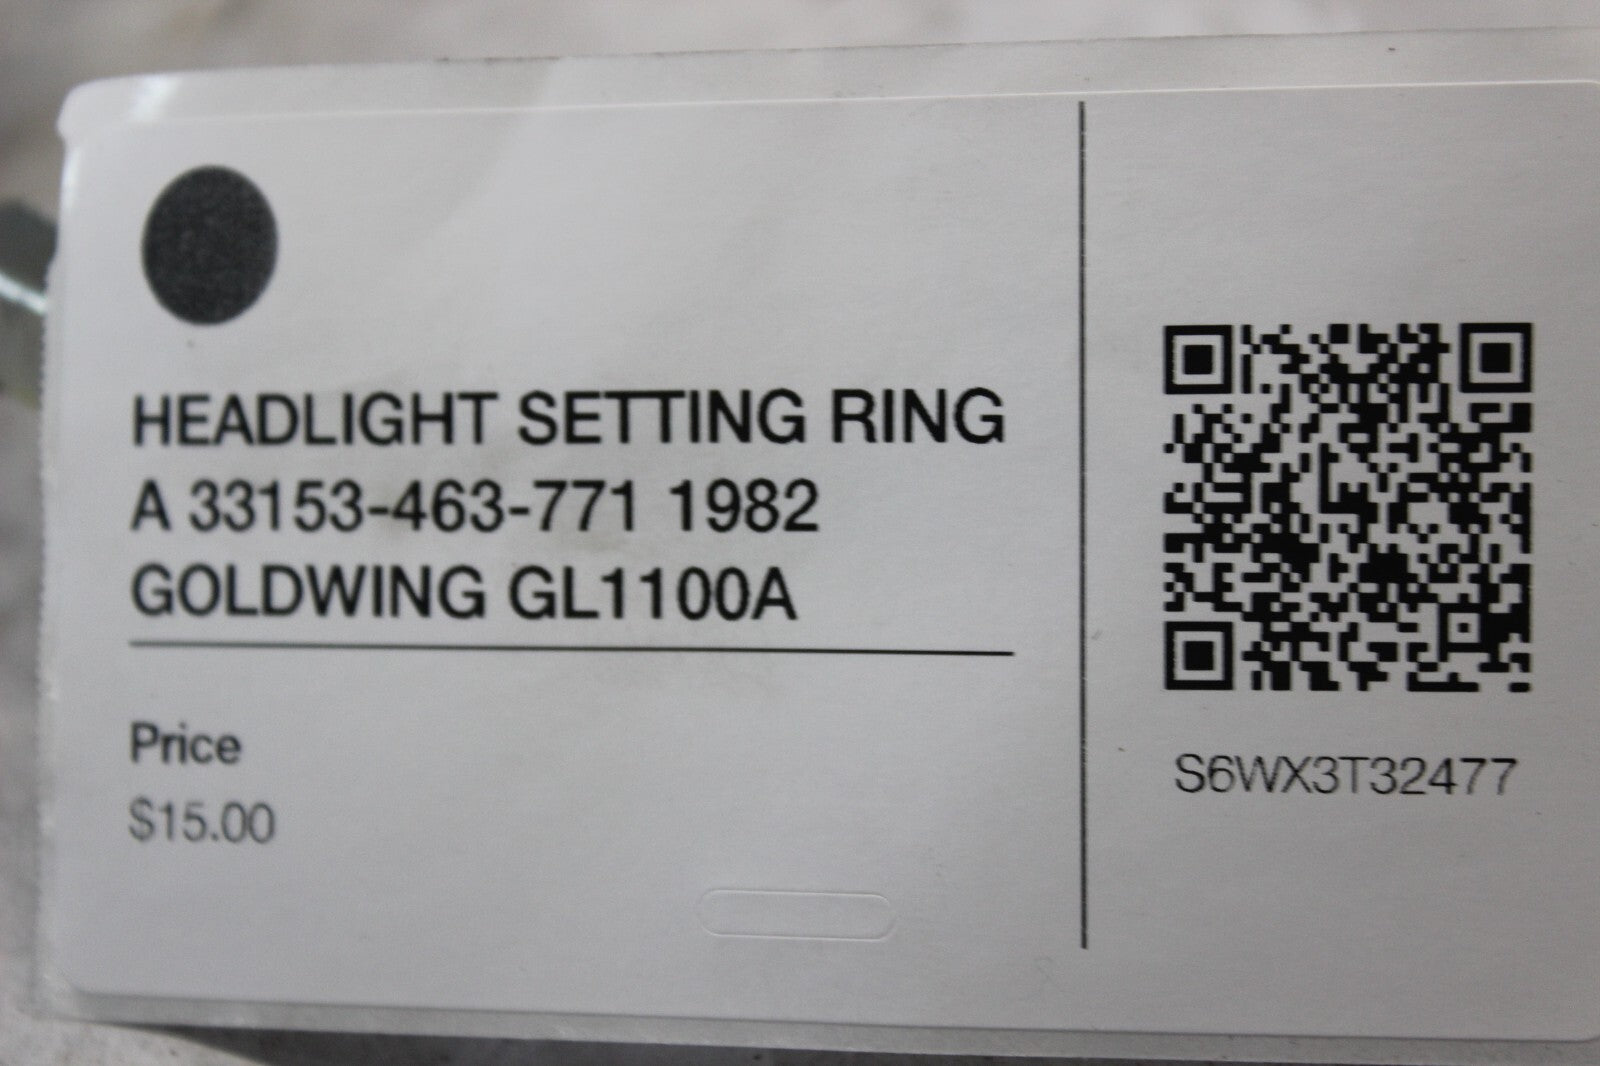 HEADLIGHT SETTING RING
A 33153-463-771 1982
GOLDWING GL1100A
Price
$15.00
S6WX3T32477